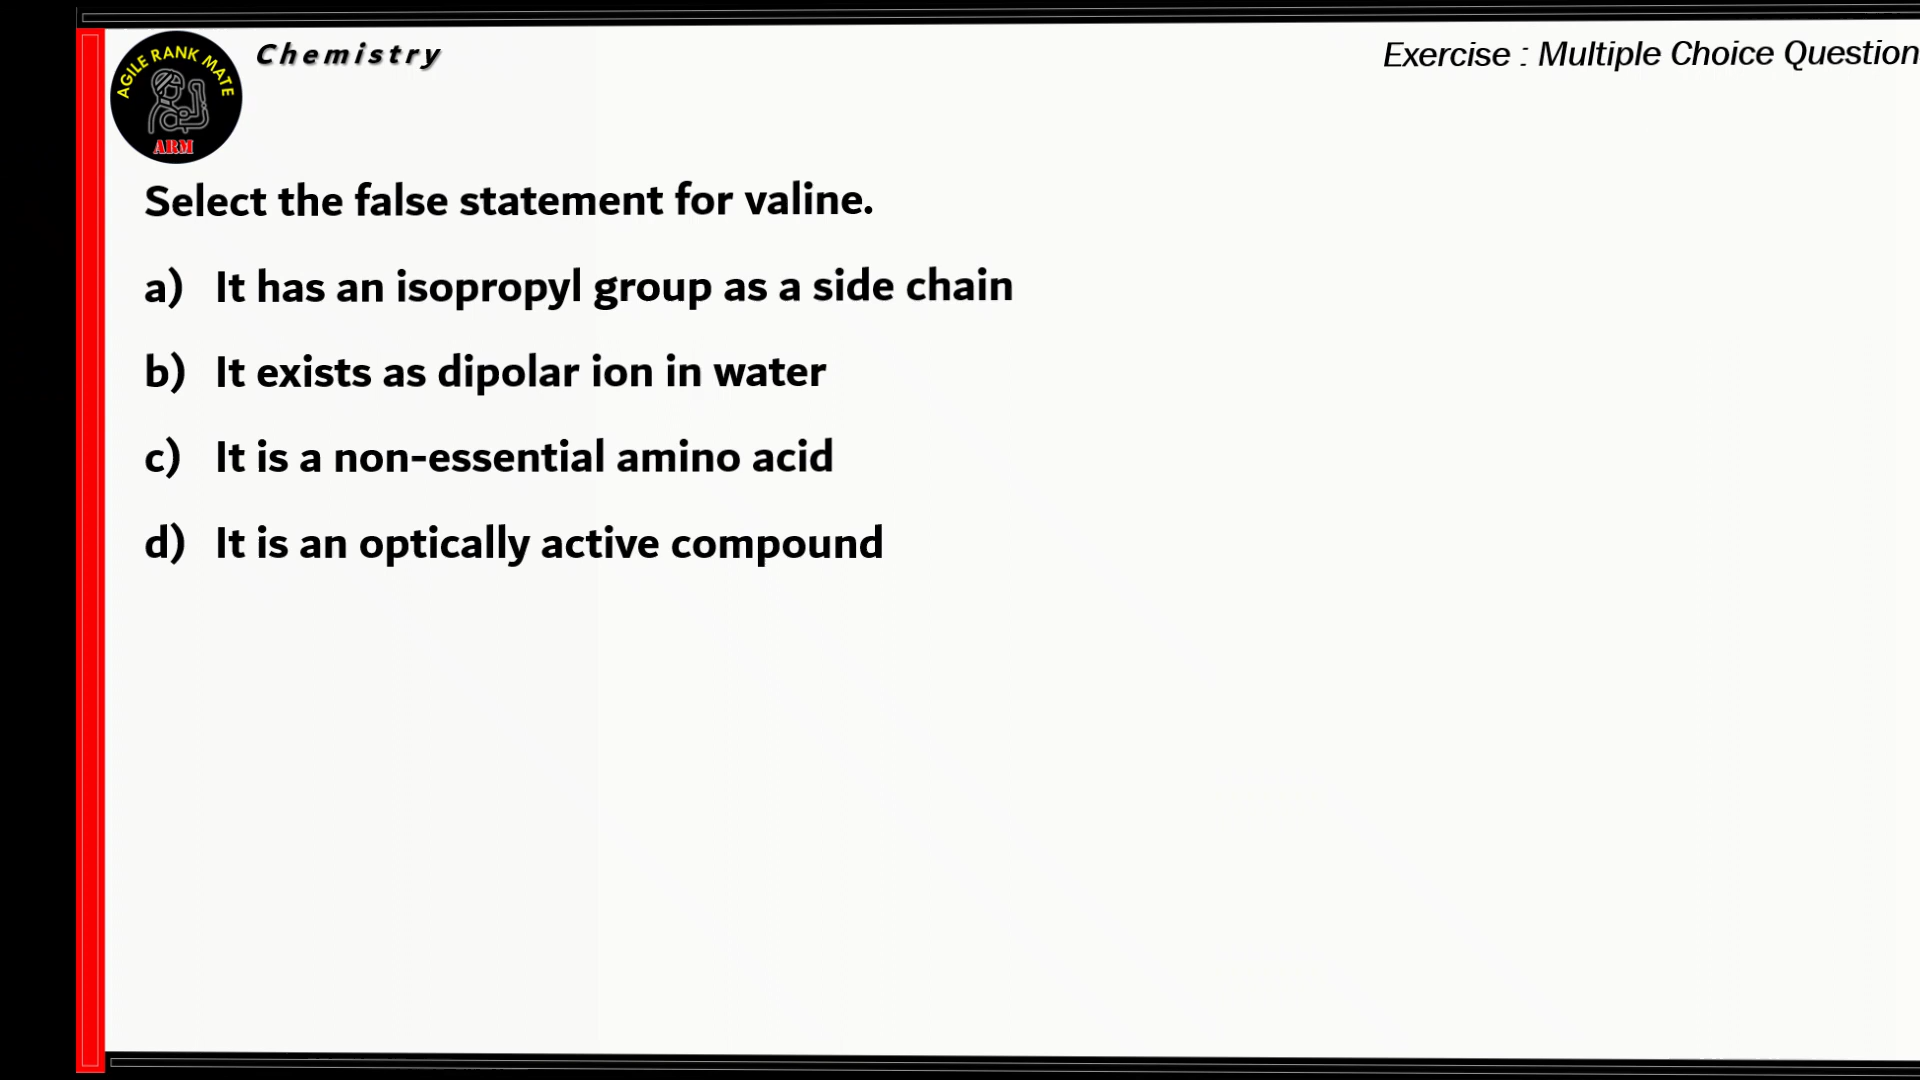 AGILE RANK MATE
ARM
Chemistry
Exercise : Multiple Choice Question
Select the false statement for valine.
a) It has an isopropyl group as a side chain
b) It exists as dipolar ion in water
c) It is a non-essential amino acid
d) It is an optically active compound